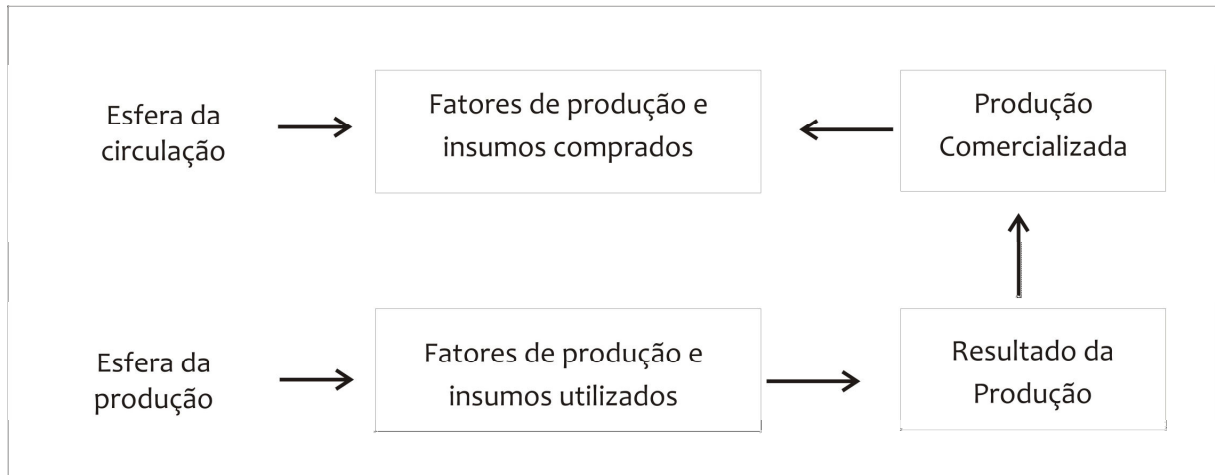 Esfera da
circulação
Fatores de produção e
insumos comprados
Produção
Comercializada
Esfera da
produção
Fatores de produção e
insumos utilizados
Resultado da
Produção